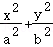 x²/a² + y²/b²